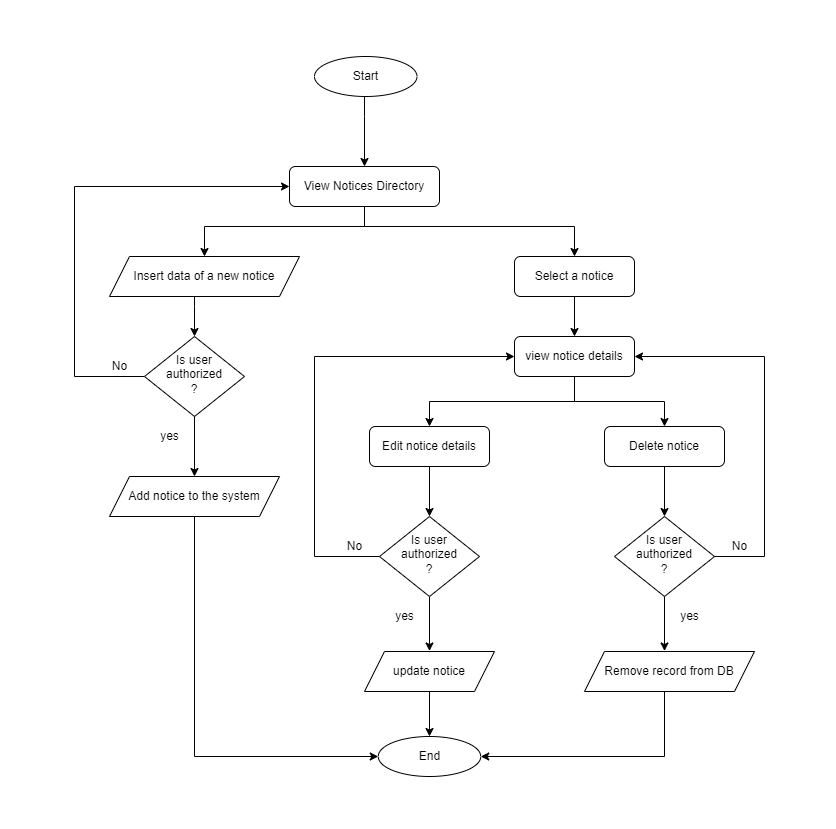 Start
View Notices Directory
Insert data of a new notice
Select a notice
Is user
authorized
?
No
view notice details
yes
Edit notice details
Delete notice
Add notice to the system
Is user
authorized
?
No
Is user
authorized
?
No
yes
yes
update notice
Remove record from DB
End